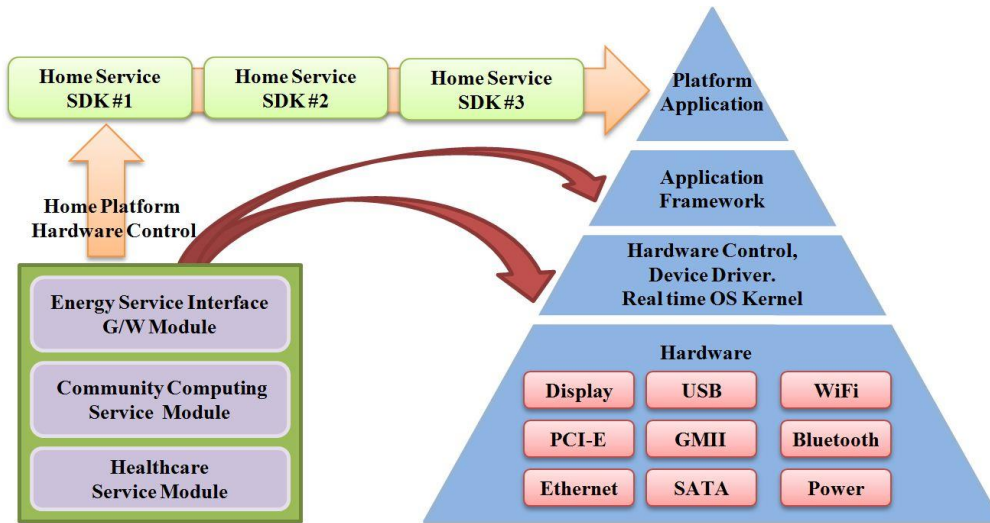 Home Service
SDK #1
Home Service
SDK #2
Home Service
SDK #3
Platform
Application
Application
Framework
Home Platform
Hardware Control
Hardware Control,
Device Driver.
Real time OS Kernel
Energy Service Interface
G/W Module
Community Computing
Service Module
Healthcare
Service Module
Hardware
Display
USB
WiFi
PCI-E
GMII
Bluetooth
Ethernet
SATA
Power